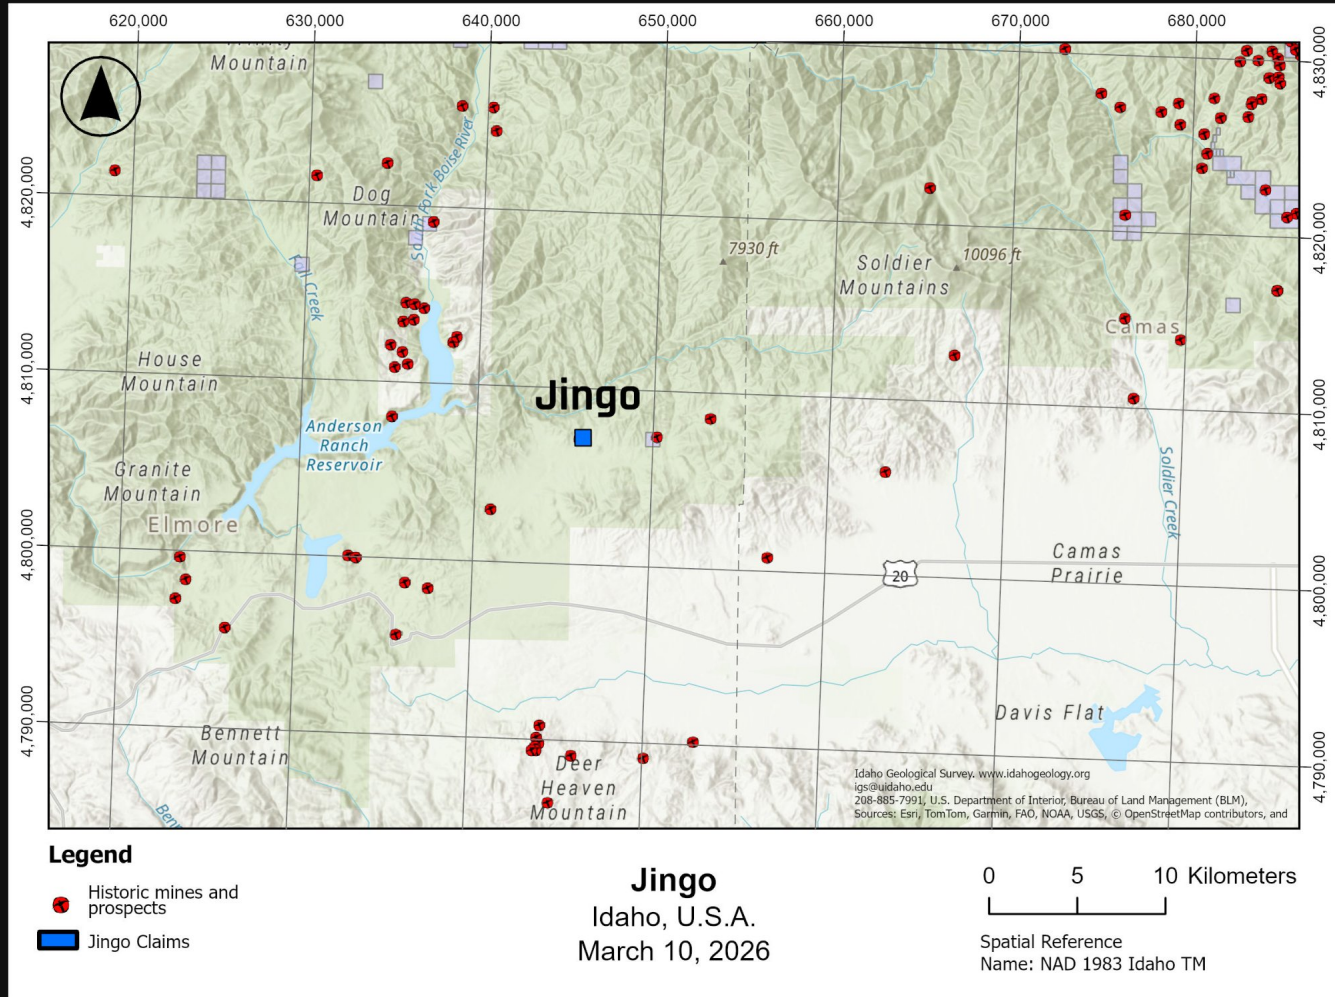 620,000
630,000
640,000
650,000
660,000
670,000
680,000
4,830,000
4,820,000
4,820,000
4,810,000
4,810,000
4,800,000
4,800,000
4,790,000
4,790,000
Mountain
South Fork Boise River
Dog
Mountain
7930 ft
10096 ft
Soldier
Mountains
Creek
Camas
House
Mountain
Jingo
Anderson
Ranch
Reservoir
Granite
Mountain
Elmore
Soldier Creek
Camas
Prairie
20
Davis Flat
Bennett
Mountain
Deer
Heaven
Mountain
Idaho Geological Survey. www.idahogeology.org
igs@uidaho.edu
208-885-7991, U.S. Department of Interior, Bureau of Land Management (BLM),
Sources: Esri, TomTom, Garmin, FAO, NOAA, USGS, © OpenStreetMap contributors, and
Legend
Historic mines and
prospects
Jingo Claims
Jingo
Idaho, U.S.A.
March 10, 2026
0 5 10 Kilometers
Spatial Reference
Name: NAD 1983 Idaho TM